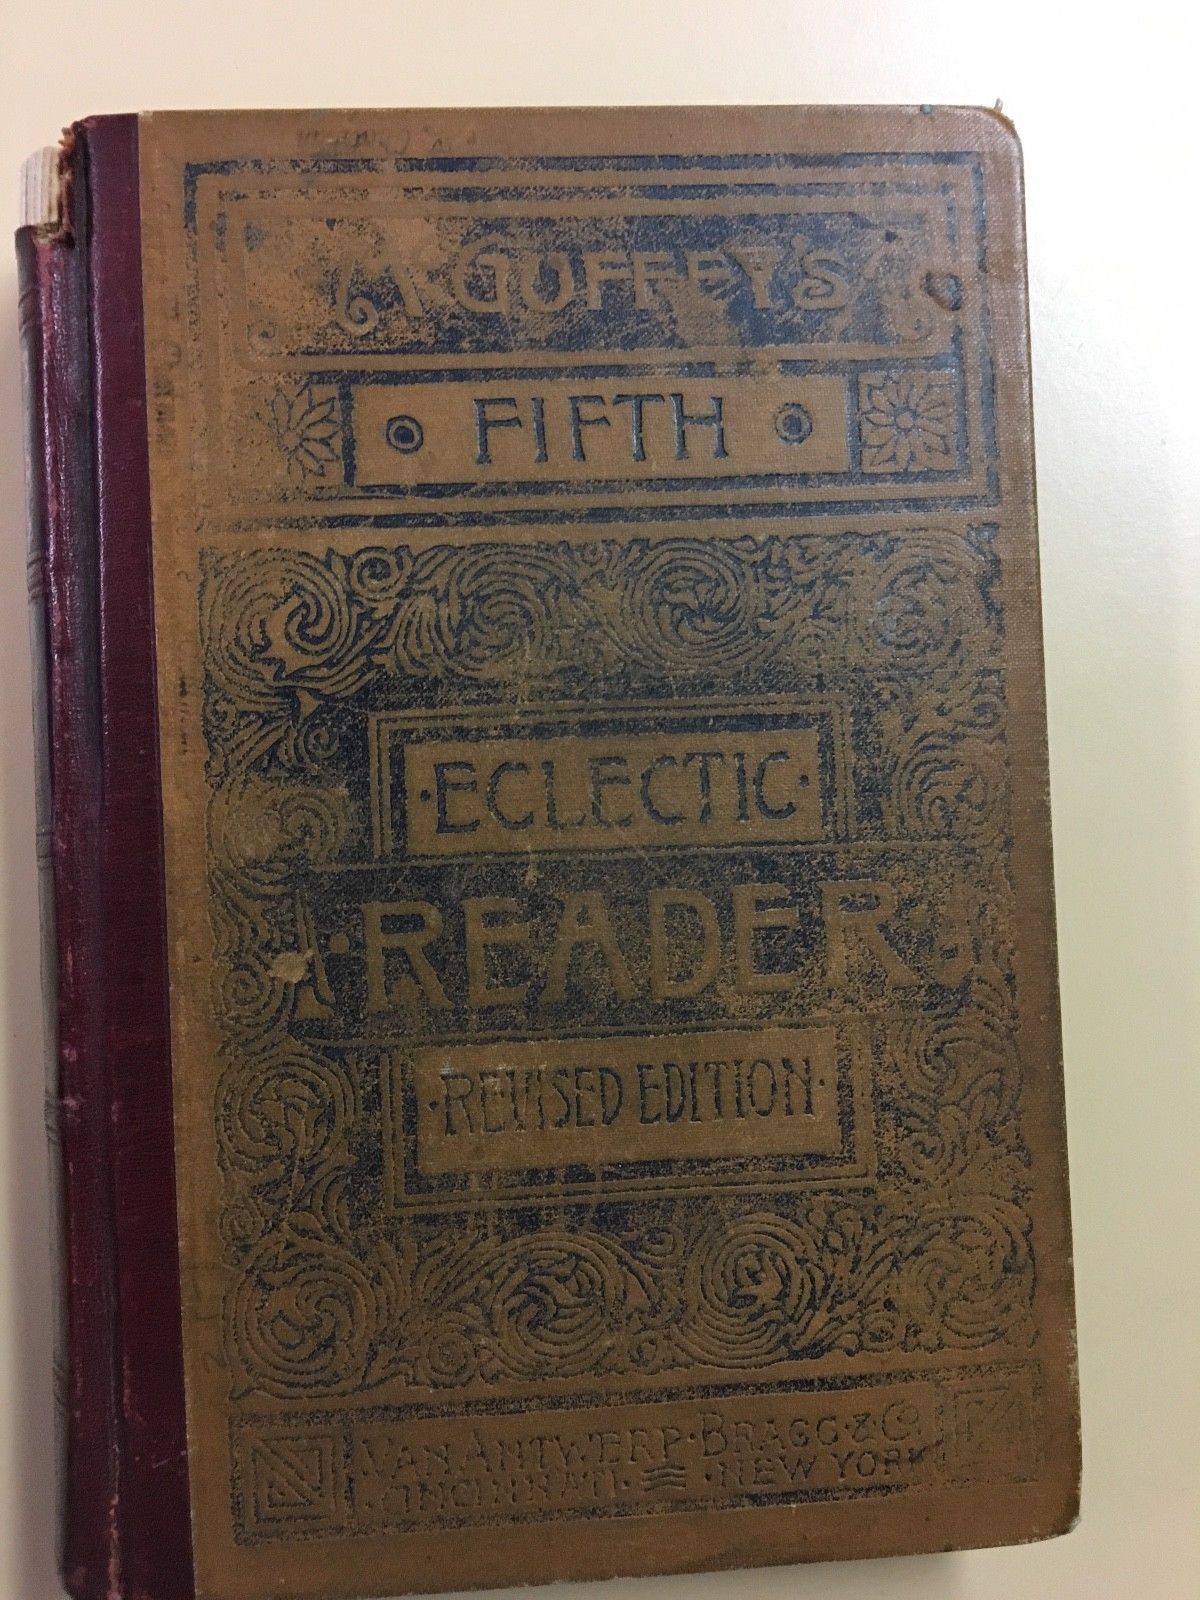 McGUFFEY'S
FIFTH
·ECLECTIC·
·READER·
·REVISED EDITION·
VAN ANTWERP·BRAGG·&·Co.
·CINCINNATI· ·NEW YORK·